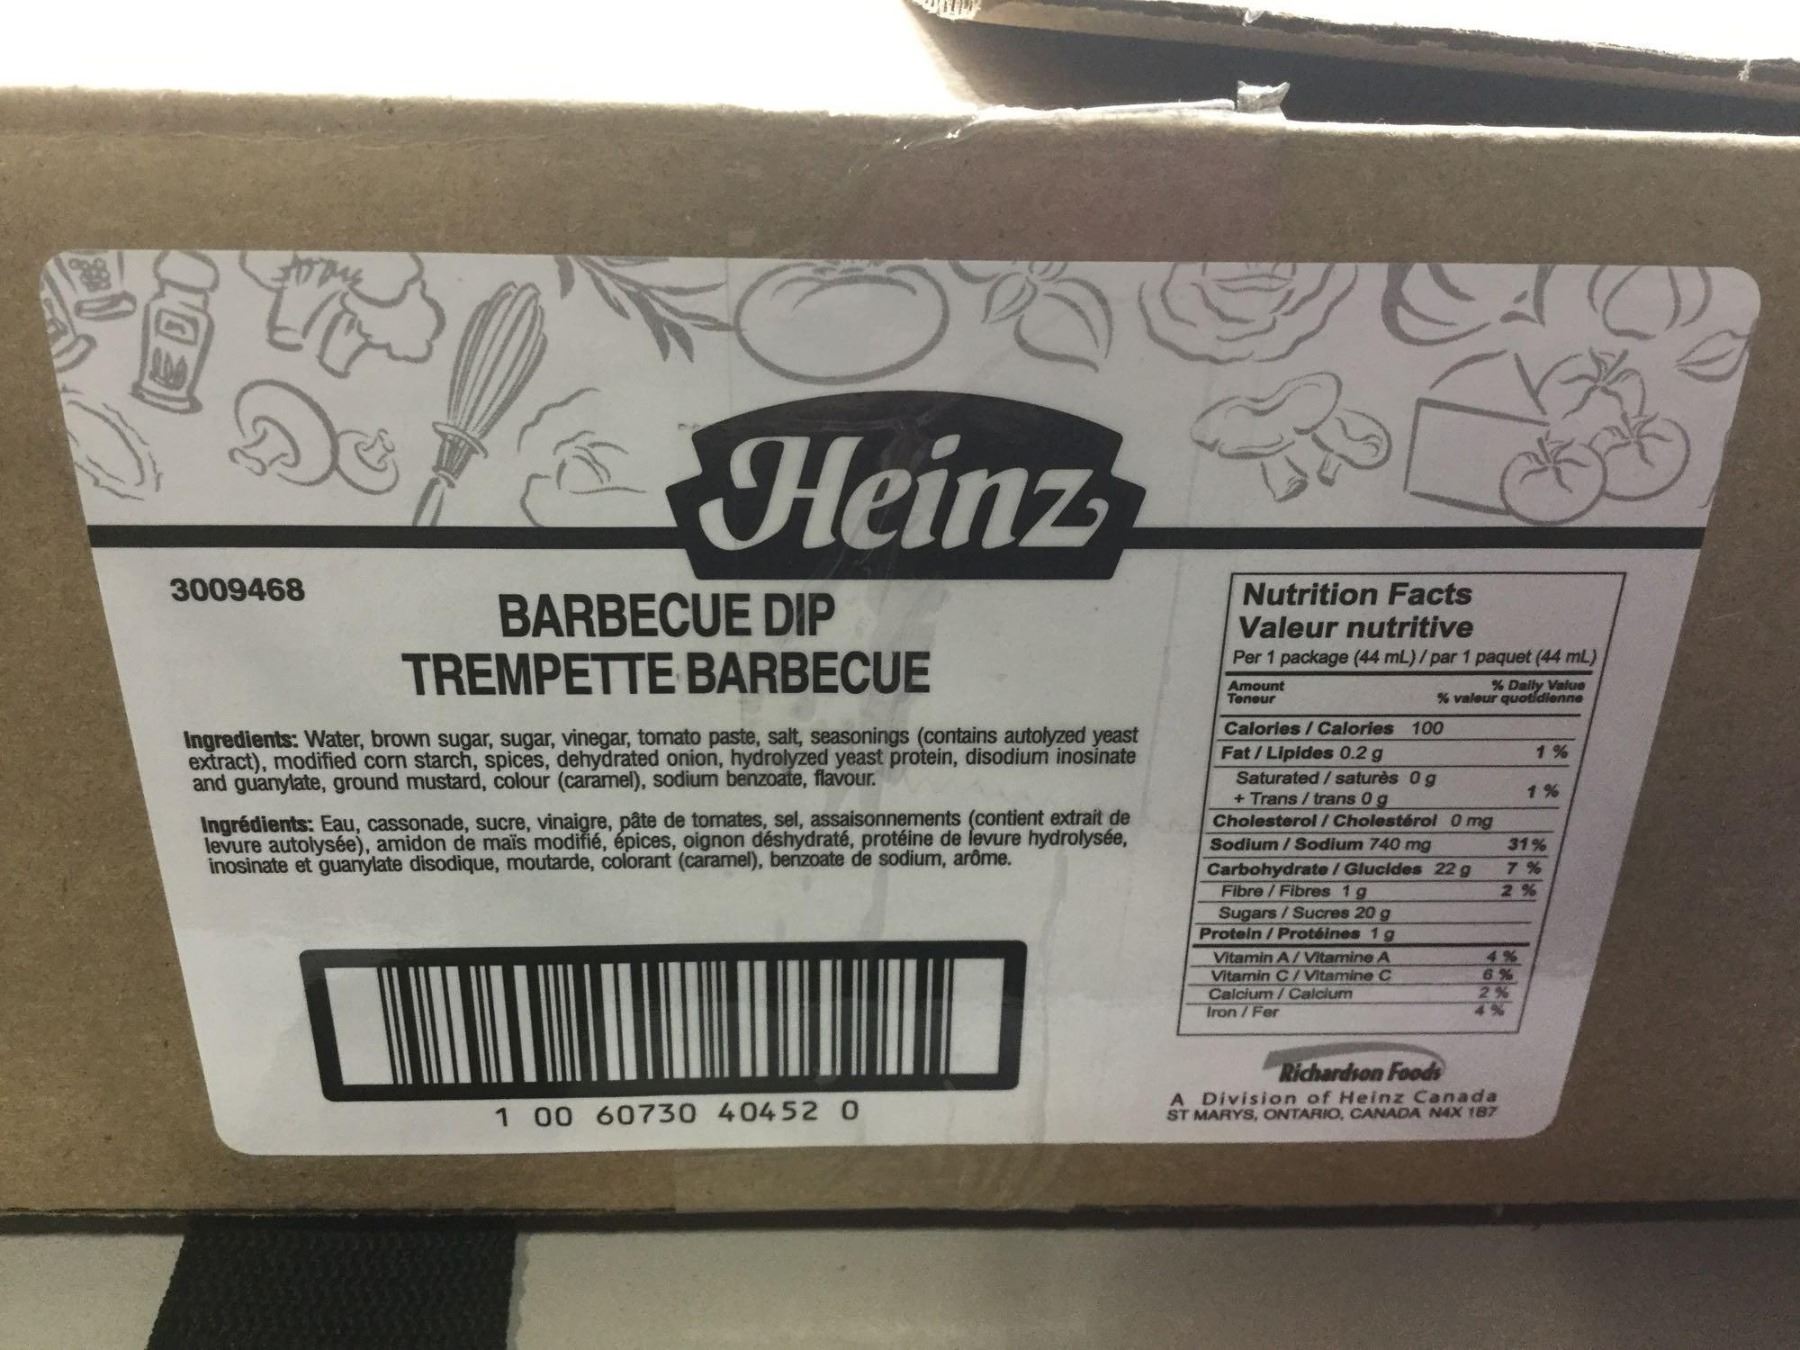 Heinz
3009468
BARBECUE DIP
TREMPETTE BARBECUE
Ingredients: Water, brown sugar, sugar, vinegar, tomato paste, salt, seasonings (contains autolyzed yeast
extract), modified corn starch, spices, dehydrated onion, hydrolyzed yeast protein, disodium inosinate
and guanylate, ground mustard, colour (caramel), sodium benzoate, flavour.
Ingrédients: Eau, cassonade, sucre, vinaigre, pâte de tomates, sel, assaisonnements (contient extrait de
levure autolysée), amidon de maïs modifié, épices, oignon déshydraté, protéine de levure hydrolysée,
inosinate et guanylate disodique, moutarde, colorant (caramel), benzoate de sodium, arôme.
1 00 60730 40452 0
Nutrition Facts
Valeur nutritive
Per 1 package (44 mL) / par 1 paquet (44 mL)
Amount % Daily Value
Teneur % valeur quotidienne
Calories / Calories 100
Fat / Lipides 0.2 g 1 %
Saturated / saturès 0 g
+ Trans / trans 0 g 1 %
Cholesterol / Cholestérol 0 mg
Sodium / Sodium 740 mg 31 %
Carbohydrate / Glucides 22 g 7 %
Fibre / Fibres 1 g 2 %
Sugars / Sucres 20 g
Protein / Protéines 1 g
Vitamin A / Vitamine A 4 %
Vitamin C / Vitamine C 6 %
Calcium / Calcium 2 %
Iron / Fer 4 %
Richardson Foods
A Division of Heinz Canada
ST MARYS, ONTARIO, CANADA N4X 1B7